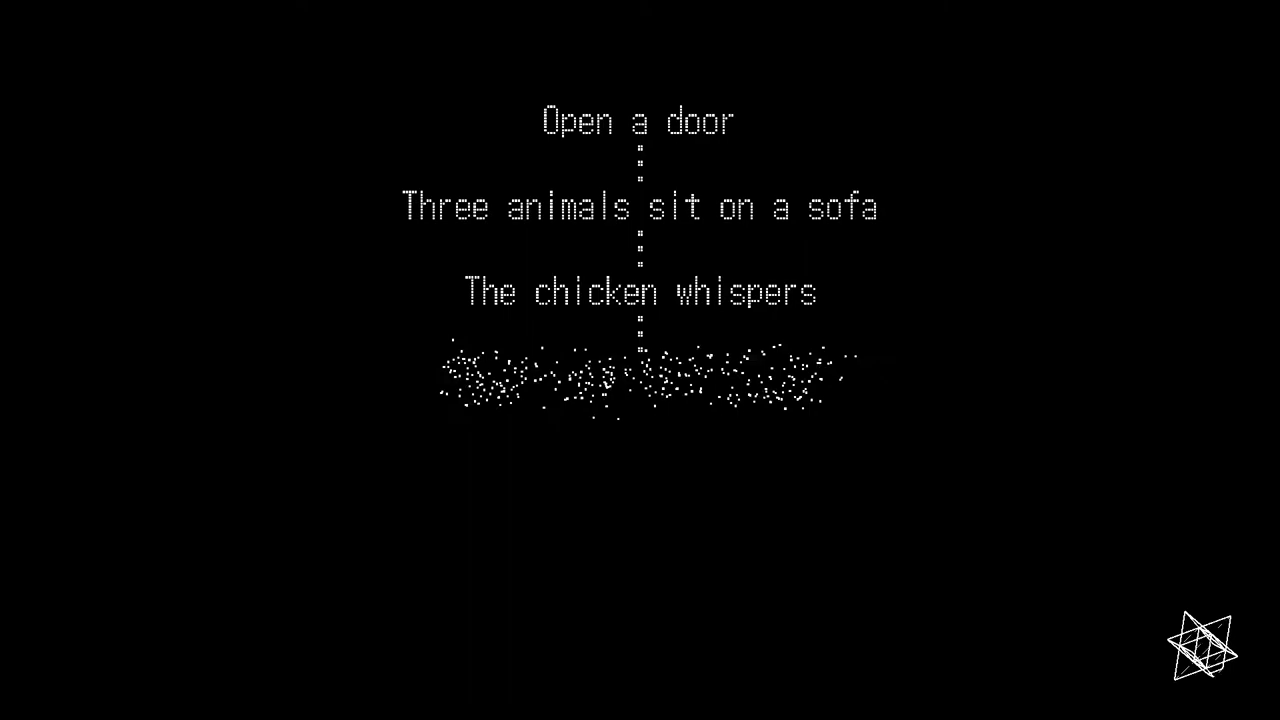 Open a door
Three animals sit on a sofa
The chicken whispers